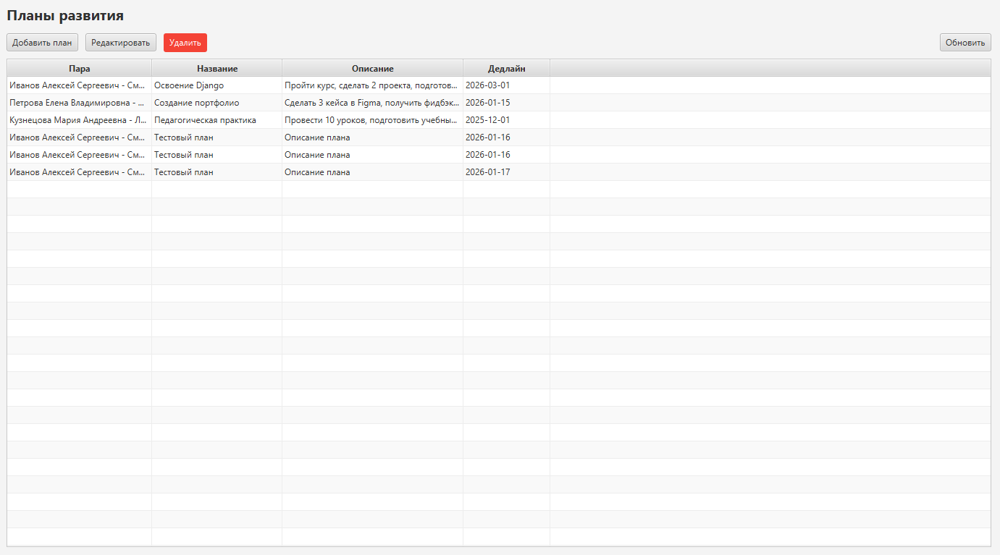 Планы развития
Добавить план Редактировать Удалить Обновить
Пара Название Описание Дедлайн
Иванов Алексей Сергеевич - См... Освоение Django Пройти курс, сделать 2 проекта, подготов... 2026-03-01
Петрова Елена Владимировна - ... Создание портфолио Сделать 3 кейса в Figma, получить фидбэк... 2026-01-15
Кузнецова Мария Андреевна - Л... Педагогическая практика Провести 10 уроков, подготовить учебны... 2025-12-01
Иванов Алексей Сергеевич - См... Тестовый план Описание плана 2026-01-16
Иванов Алексей Сергеевич - См... Тестовый план Описание плана 2026-01-16
Иванов Алексей Сергеевич - См... Тестовый план Описание плана 2026-01-17